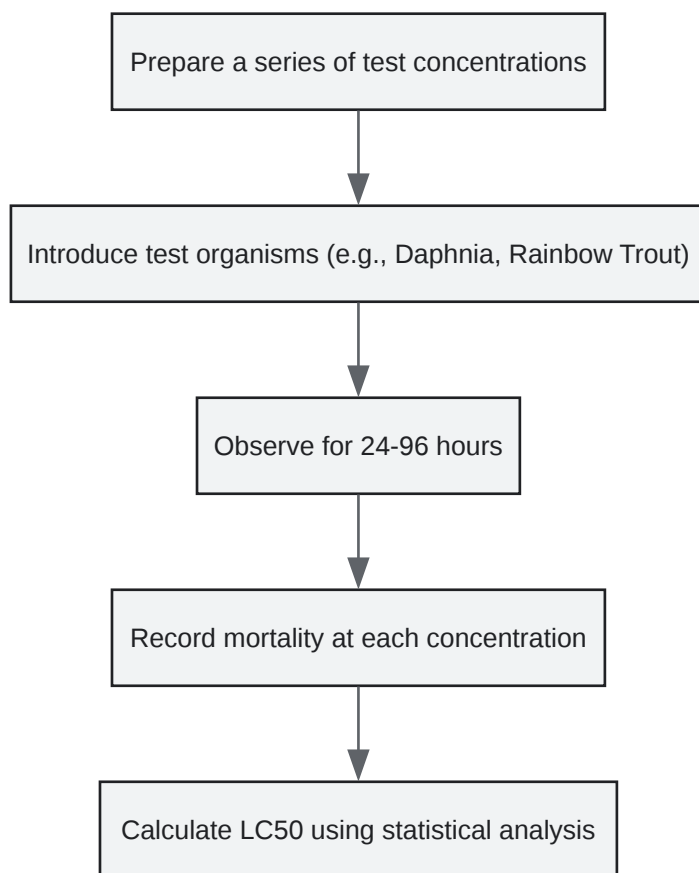 Prepare a series of test concentrations
Introduce test organisms (e.g., Daphnia, Rainbow Trout)
Observe for 24-96 hours
Record mortality at each concentration
Calculate LC50 using statistical analysis